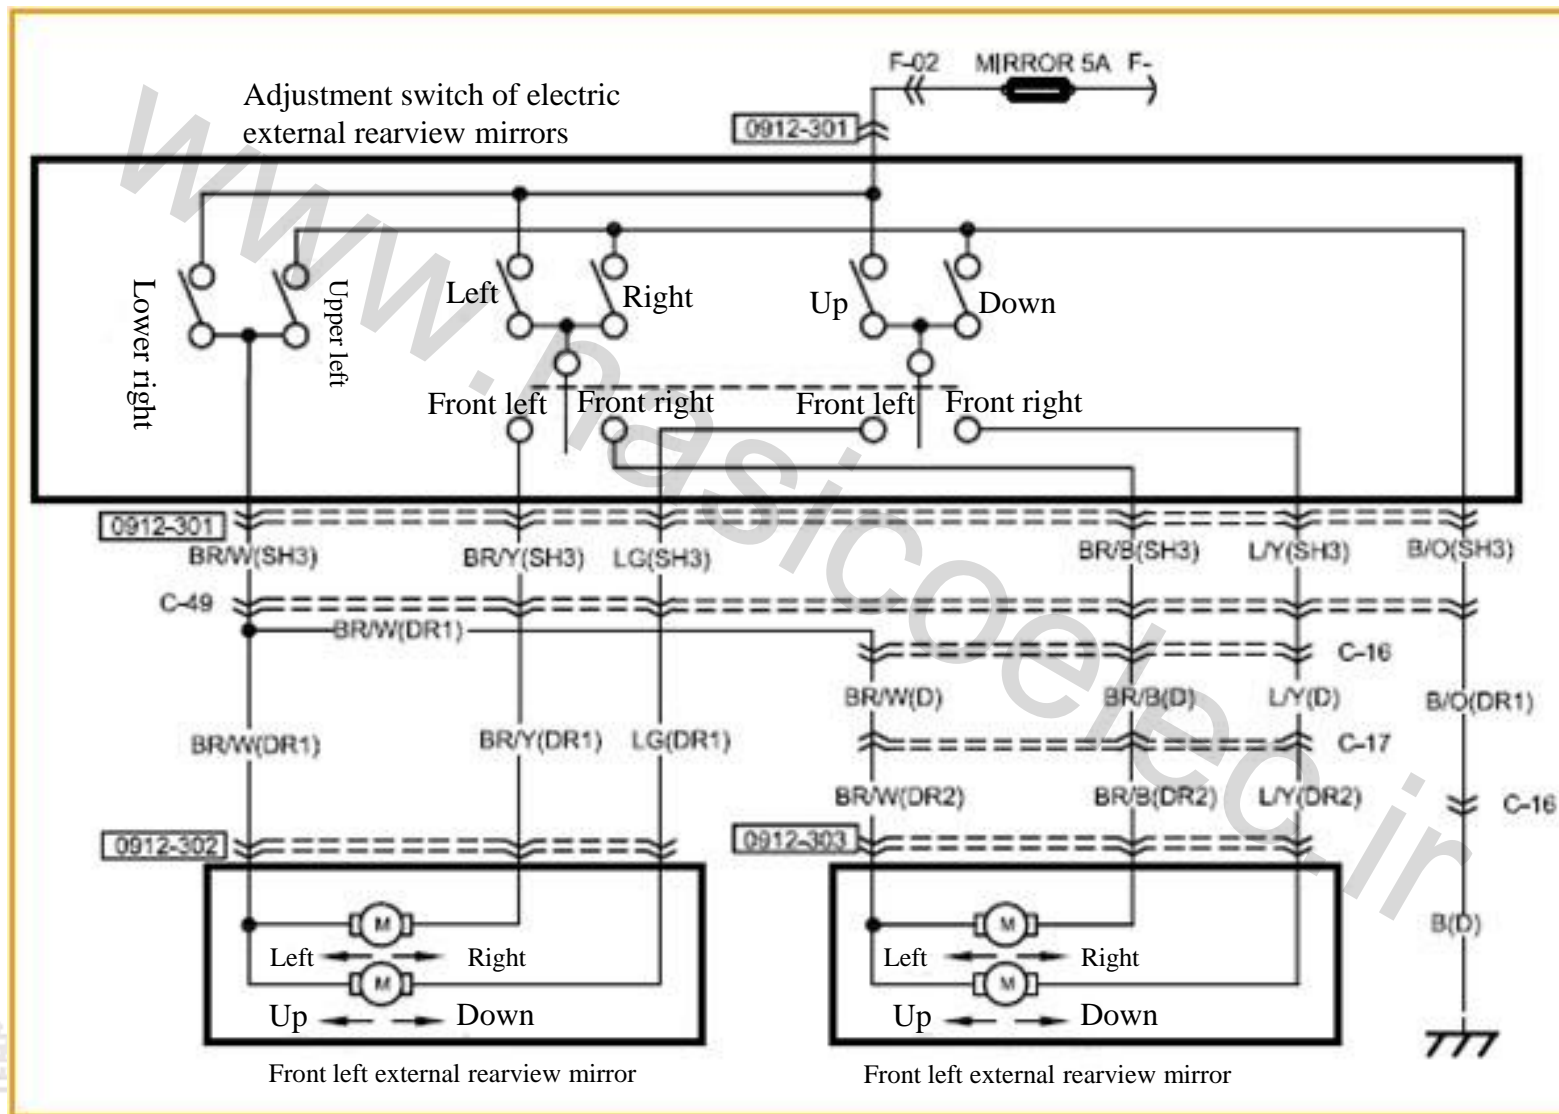 F-02 MIRROR 5A F-
Adjustment switch of electric
external rearview mirrors
0912-301
Lower right
Upper left
Left
Right
Up
Down
Front left
Front right
Front left
Front right
0912-301
BR/W(SH3)
BR/Y(SH3)
LG(SH3)
BR/B(SH3)
L/Y(SH3)
B/O(SH3)
C-49
BR/W(DR1)
C-16
BR/W(D)
BR/B(D)
L/Y(D)
B/O(DR1)
BR/W(DR1)
BR/Y(DR1)
LG(DR1)
C-17
BR/W(DR2)
BR/B(DR2)
L/Y(DR2)
C-16
0912-302
0912-303
M
M
B(D)
Left
Right
Left
Right
M
M
Up
Down
Up
Down
Front left external rearview mirror
Front left external rearview mirror
www.nasicoelec.ir